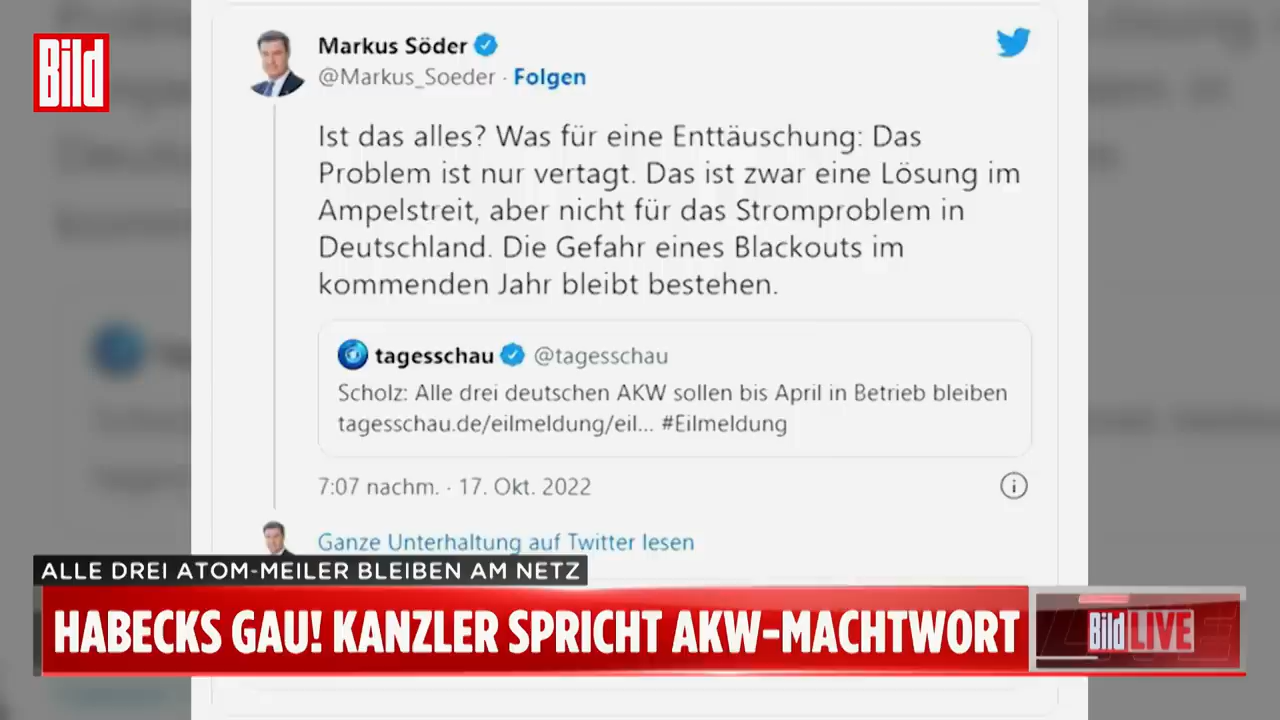 Bild
Markus Söder
@Markus_Soeder · Folgen
Ist das alles? Was für eine Enttäuschung: Das
Problem ist nur vertagt. Das ist zwar eine Lösung im
Ampelstreit, aber nicht für das Stromproblem in
Deutschland. Die Gefahr eines Blackouts im
kommenden Jahr bleibt bestehen.
tagesschau @tagesschau
Scholz: Alle drei deutschen AKW sollen bis April in Betrieb bleiben
tagesschau.de/eilmeldung/eil... #Eilmeldung
7:07 nachm. · 17. Okt. 2022
Ganze Unterhaltung auf Twitter lesen
ALLE DREI ATOM-MEILER BLEIBEN AM NETZ
HABECKS GAU! KANZLER SPRICHT AKW-MACHTWORT
Bild LIVE